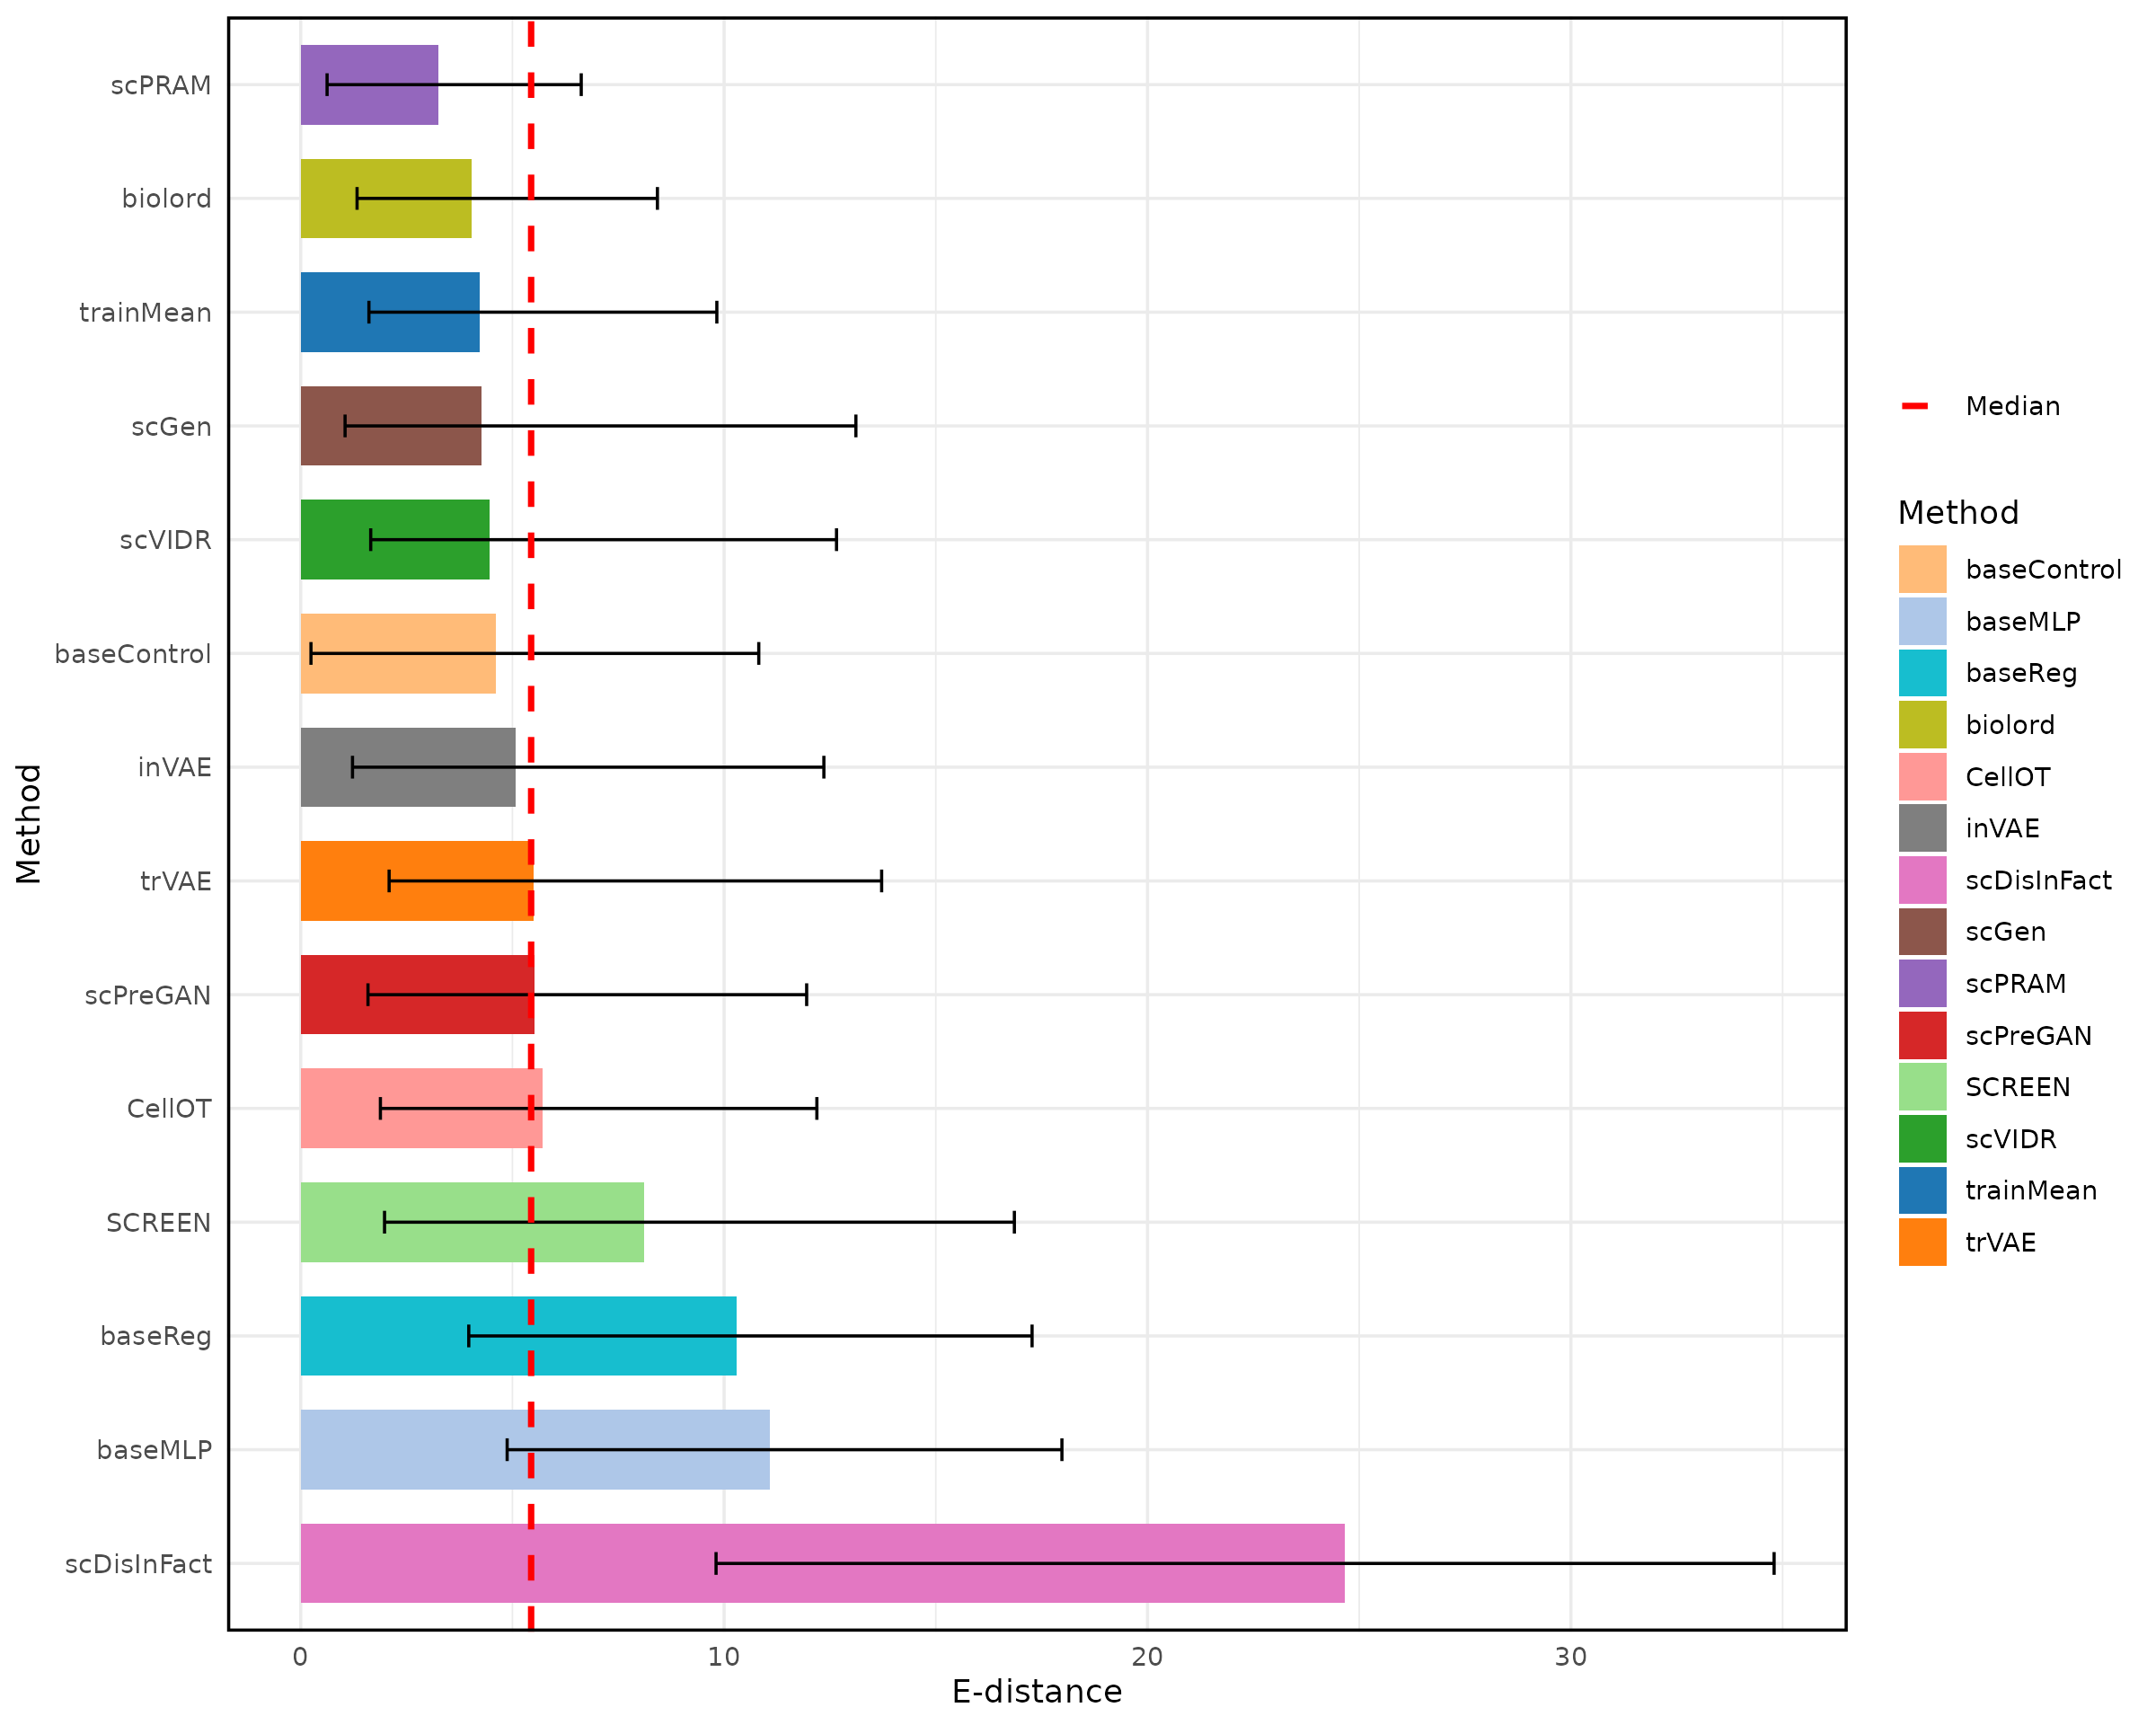 scPRAM
biolord
trainMean
scGen
scVIDR
baseControl
inVAE
trVAE
scPreGAN
CellOT
SCREEN
baseReg
baseMLP
scDisInFact
Method
0 10 20 30
E-distance
Median
Method
baseControl
baseMLP
baseReg
biolord
CellOT
inVAE
scDisInFact
scGen
scPRAM
scPreGAN
SCREEN
scVIDR
trainMean
trVAE